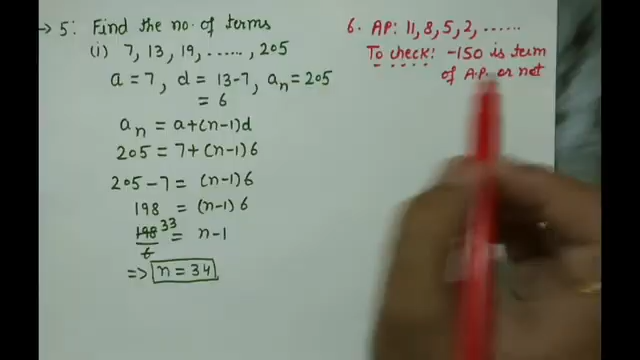 → 5: Find the no. of terms
(i) 7, 13, 19, ......, 205
a = 7, d = 13-7, aₙ = 205
= 6
aₙ = a+(n-1)d
205 = 7+(n-1)6
205-7 = (n-1)6
198 = (n-1)6
198/6 33 = n-1
=> n = 34
6. AP: 11, 8, 5, 2, ......
To check: -150 is term
of A.P. or not